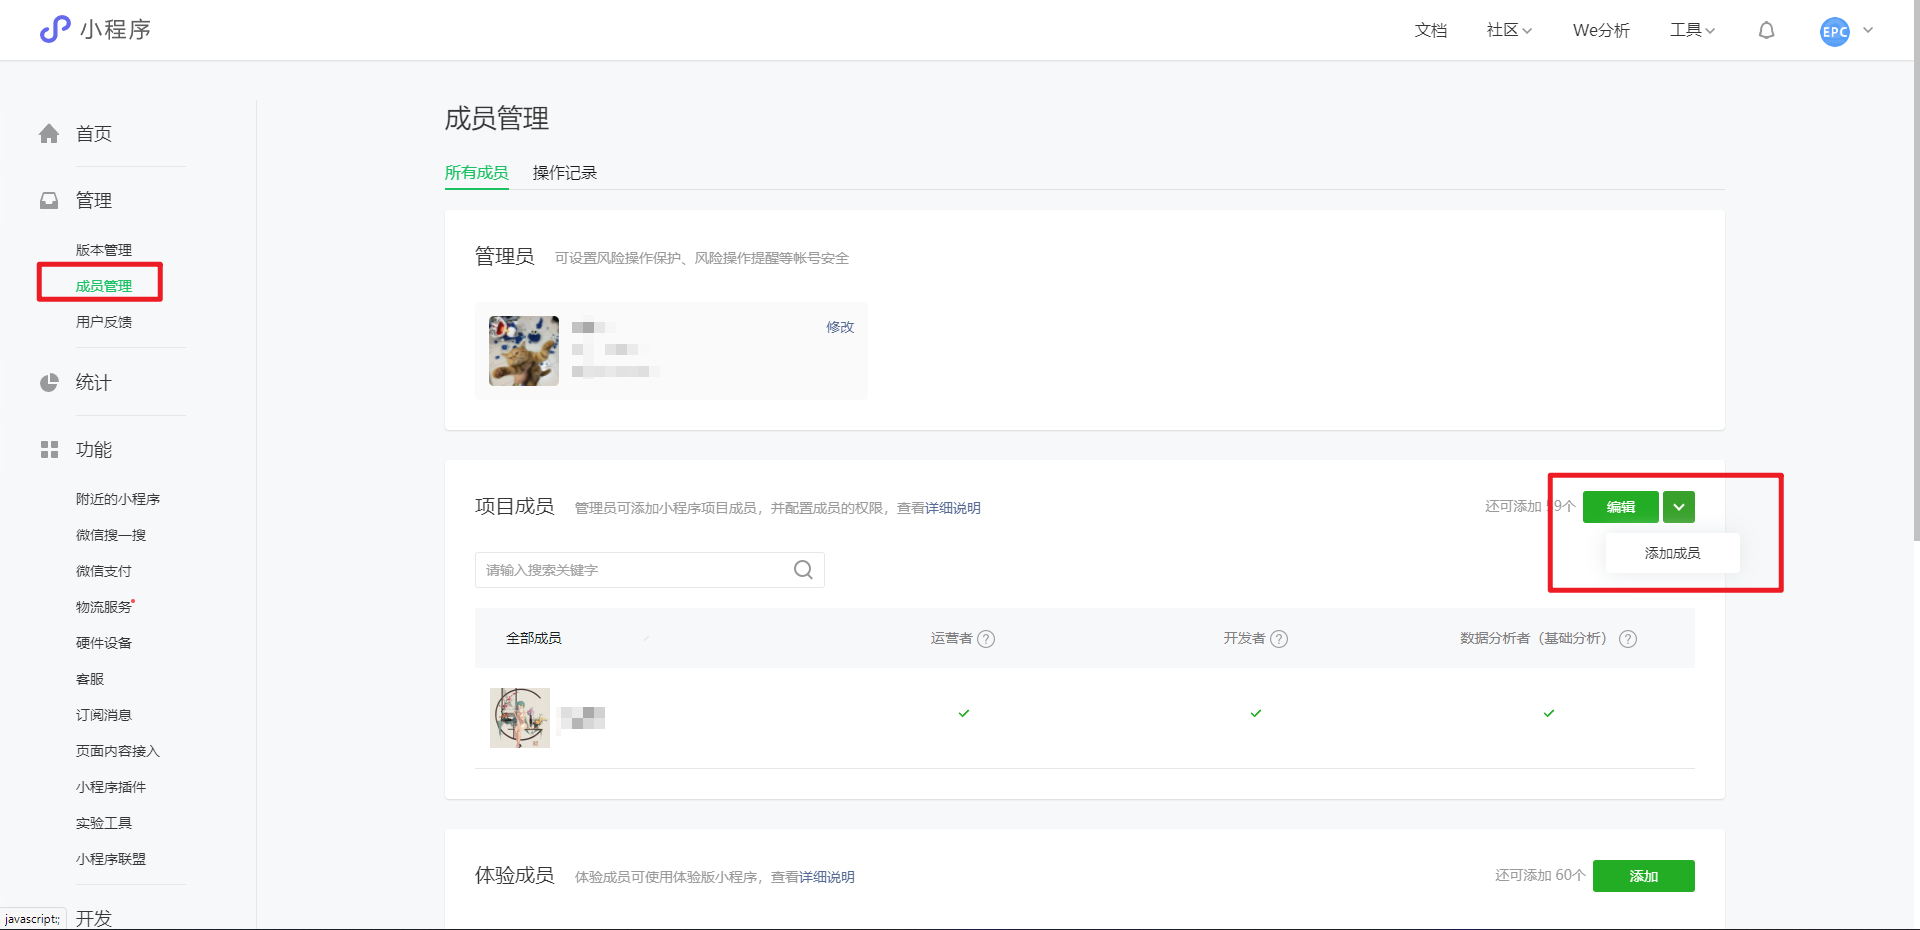 小程序
文档
社区
We分析
工具
EPC
首页
管理
版本管理
成员管理
用户反馈
统计
功能
附近的小程序
微信搜一搜
微信支付
物流服务
硬件设备
客服
订阅消息
页面内容接入
小程序插件
实验工具
小程序联盟
开发
javascript:;
成员管理
所有成员
操作记录
管理员
可设置风险操作保护、风险操作提醒等帐号安全
修改
项目成员
管理员可添加小程序项目成员，并配置成员的权限，查看详细说明
还可添加 59个
编辑
添加成员
请输入搜索关键字
全部成员
运营者 ?
开发者 ?
数据分析者（基础分析） ?
体验成员
体验成员可使用体验版小程序，查看详细说明
还可添加 60个
添加